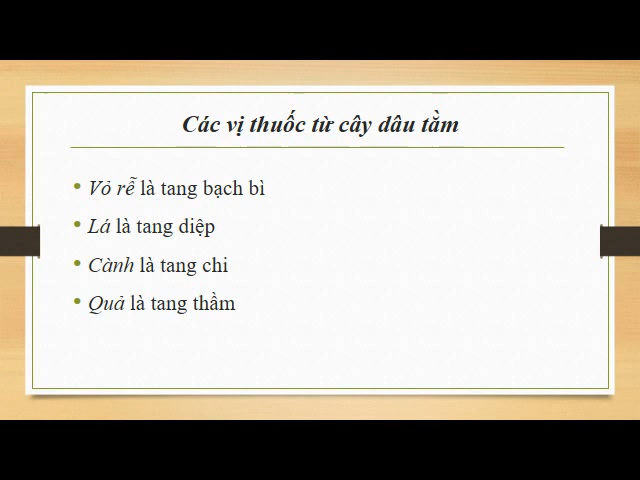 Các vị thuốc từ cây dâu tằm
• Vỏ rễ là tang bạch bì
• Lá là tang diệp
• Cành là tang chi
• Quả là tang thầm